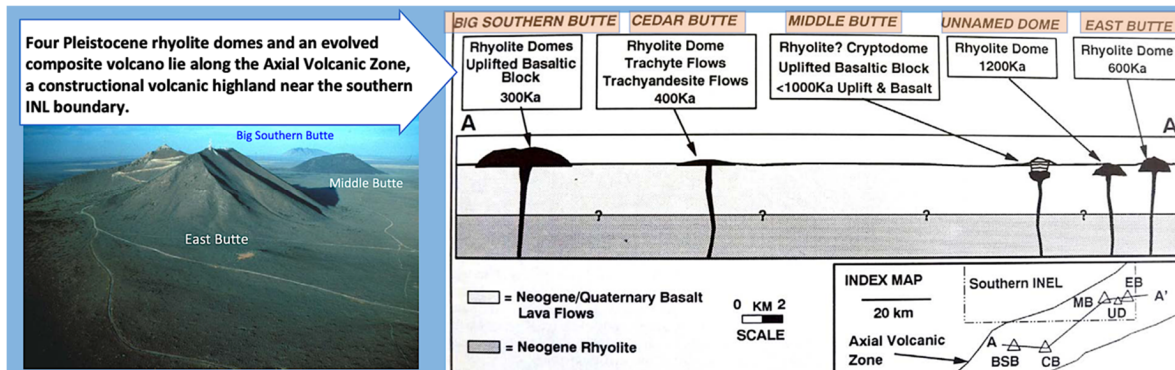 Four Pleistocene rhyolite domes and an evolved
composite volcano lie along the Axial Volcanic Zone,
a constructional volcanic highland near the southern
INL boundary.
Big Southern Butte
Middle Butte
East Butte
BIG SOUTHERN BUTTE
CEDAR BUTTE
MIDDLE BUTTE
UNNAMED DOME
EAST BUTTE
Rhyolite Domes
Uplifted Basaltic
Block
300Ka
Rhyolite Dome
Trachyte Flows
Trachyandesite Flows
400Ka
Rhyolite? Cryptodome
Uplifted Basaltic Block
<1000Ka Uplift & Basalt
Rhyolite Dome
1200Ka
Rhyolite Dome
600Ka
A
A
?
?
?
?
= Neogene/Quaternary Basalt
Lava Flows
= Neogene Rhyolite
0 KM 2
SCALE
INDEX MAP
20 km
Southern INEL
MB
EB
A'
UD
A
BSB
CB
Axial Volcanic
Zone